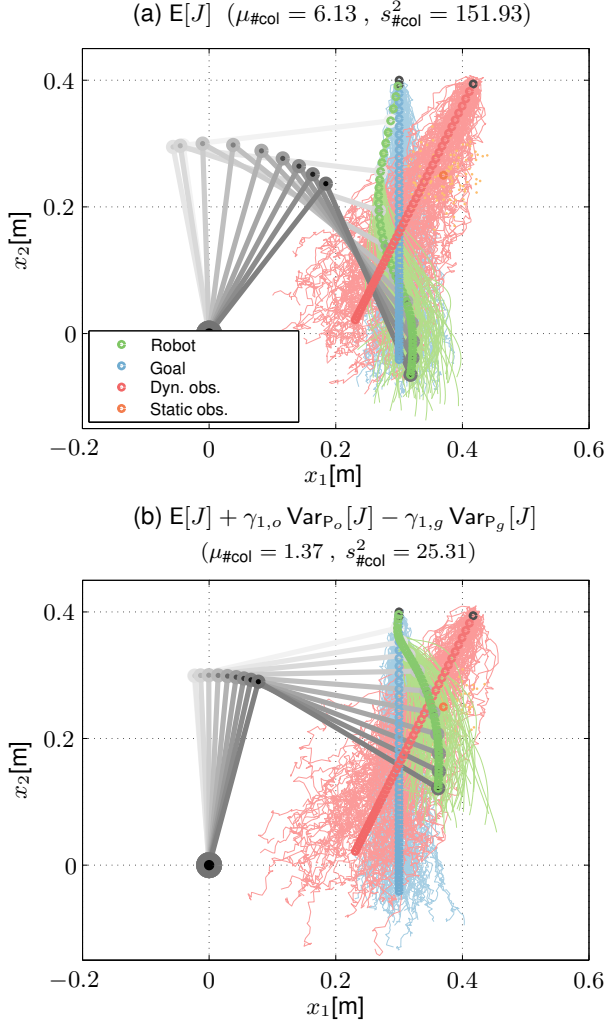 (a) E[J] (μ#col = 6.13 , s²#col = 151.93)
0.4
0.2
0
x₂[m]
Robot
Goal
Dyn. obs.
Static obs.
−0.2 0 0.2 0.4 0.6
x₁[m]
(b) E[J] + γ₁,ₒ VarPₒ[J] − γ₁,g VarPg[J]
(μ#col = 1.37 , s²#col = 25.31)
0.4
0.2
0
x₂[m]
−0.2 0 0.2 0.4 0.6
x₁[m]